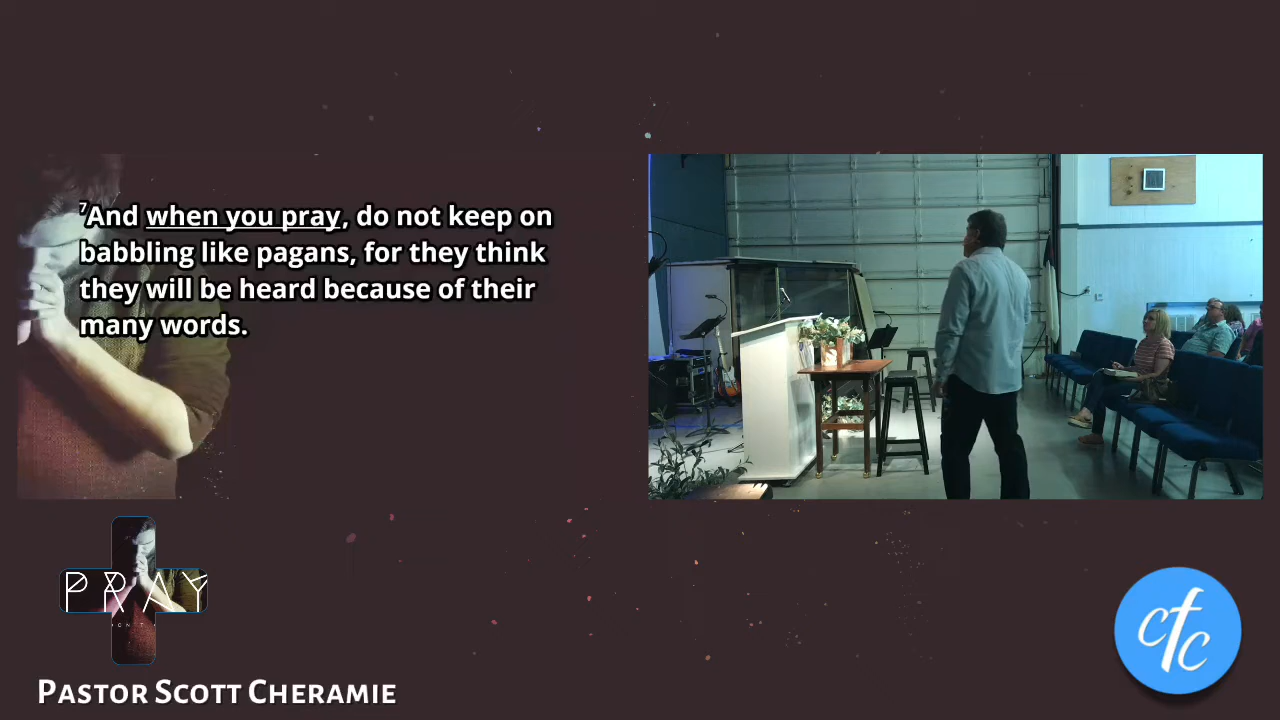 ⁷And when you pray, do not keep on
babbling like pagans, for they think
they will be heard because of their
many words.
PRAY
Pastor Scott Cheramie
cfc